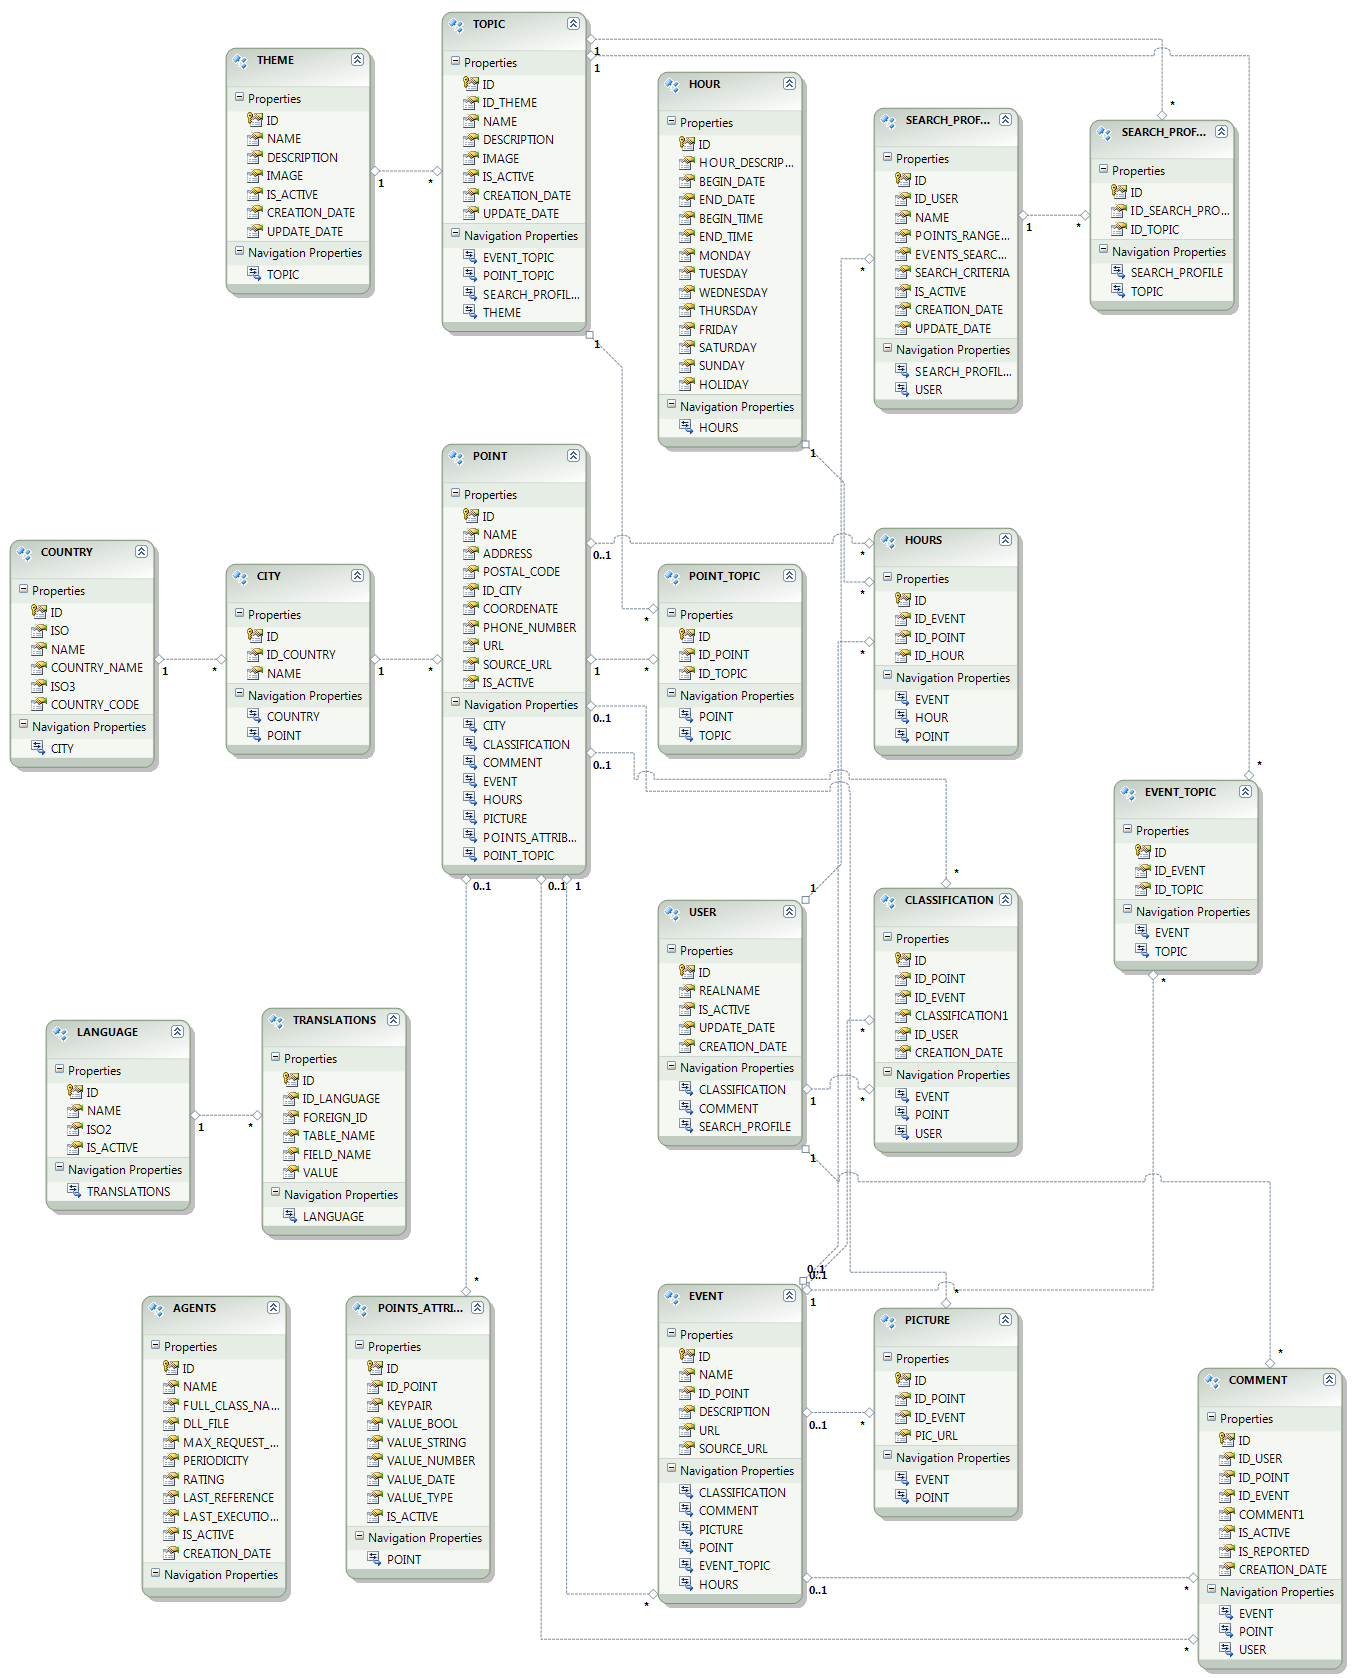 TOPIC
Properties
ID
ID_THEME
NAME
DESCRIPTION
IMAGE
IS_ACTIVE
CREATION_DATE
UPDATE_DATE
Navigation Properties
EVENT_TOPIC
POINT_TOPIC
SEARCH_PROFIL...
THEME
1
1
1
*
THEME
Properties
ID
NAME
DESCRIPTION
IMAGE
IS_ACTIVE
CREATION_DATE
UPDATE_DATE
Navigation Properties
TOPIC
1
HOUR
Properties
ID
HOUR_DESCRIP...
BEGIN_DATE
END_DATE
BEGIN_TIME
END_TIME
MONDAY
TUESDAY
WEDNESDAY
THURSDAY
FRIDAY
SATURDAY
SUNDAY
HOLIDAY
Navigation Properties
HOURS
1
SEARCH_PROF...
Properties
ID
ID_USER
NAME
POINTS_RANGE...
EVENTS_SEARC...
SEARCH_CRITERIA
IS_ACTIVE
CREATION_DATE
UPDATE_DATE
Navigation Properties
SEARCH_PROFIL...
USER
*
1
SEARCH_PROF...
Properties
ID
ID_SEARCH_PRO...
ID_TOPIC
Navigation Properties
SEARCH_PROFILE
TOPIC
*
*
POINT
Properties
ID
NAME
ADDRESS
POSTAL_CODE
ID_CITY
COORDENATE
PHONE_NUMBER
URL
SOURCE_URL
IS_ACTIVE
Navigation Properties
CITY
CLASSIFICATION
COMMENT
EVENT
HOURS
PICTURE
POINTS_ATTRIB...
POINT_TOPIC
*
0..1
1
0..1
0..1
0..1
0..1
1
COUNTRY
Properties
ID
ISO
NAME
COUNTRY_NAME
ISO3
COUNTRY_CODE
Navigation Properties
CITY
1
CITY
Properties
ID
ID_COUNTRY
NAME
Navigation Properties
COUNTRY
POINT
*
1
POINT_TOPIC
Properties
ID
ID_POINT
ID_TOPIC
Navigation Properties
POINT
TOPIC
*
*
HOURS
Properties
ID
ID_EVENT
ID_POINT
ID_HOUR
Navigation Properties
EVENT
HOUR
POINT
*
*
*
EVENT_TOPIC
Properties
ID
ID_EVENT
ID_TOPIC
Navigation Properties
EVENT
TOPIC
*
*
USER
Properties
ID
REALNAME
IS_ACTIVE
UPDATE_DATE
CREATION_DATE
Navigation Properties
CLASSIFICATION
COMMENT
SEARCH_PROFILE
1
1
1
CLASSIFICATION
Properties
ID
ID_POINT
ID_EVENT
CLASSIFICATION1
ID_USER
CREATION_DATE
Navigation Properties
EVENT
POINT
USER
*
*
*
LANGUAGE
Properties
ID
NAME
ISO2
IS_ACTIVE
Navigation Properties
TRANSLATIONS
1
TRANSLATIONS
Properties
ID
ID_LANGUAGE
FOREIGN_ID
TABLE_NAME
FIELD_NAME
VALUE
Navigation Properties
LANGUAGE
*
AGENTS
Properties
ID
NAME
FULL_CLASS_NA...
DLL_FILE
MAX_REQUEST_...
PERIODICITY
RATING
LAST_REFERENCE
LAST_EXECUTIO...
IS_ACTIVE
CREATION_DATE
Navigation Properties
POINTS_ATTRI...
Properties
ID
ID_POINT
KEYPAIR
VALUE_BOOL
VALUE_STRING
VALUE_NUMBER
VALUE_DATE
VALUE_TYPE
IS_ACTIVE
Navigation Properties
POINT
*
EVENT
Properties
ID
NAME
ID_POINT
DESCRIPTION
URL
SOURCE_URL
Navigation Properties
CLASSIFICATION
COMMENT
PICTURE
POINT
EVENT_TOPIC
HOURS
0..1
0..1
1
0..1
0..1
*
PICTURE
Properties
ID
ID_POINT
ID_EVENT
PIC_URL
Navigation Properties
EVENT
POINT
*
*
COMMENT
Properties
ID
ID_USER
ID_POINT
ID_EVENT
COMMENT1
IS_ACTIVE
IS_REPORTED
CREATION_DATE
Navigation Properties
EVENT
POINT
USER
*
*
*